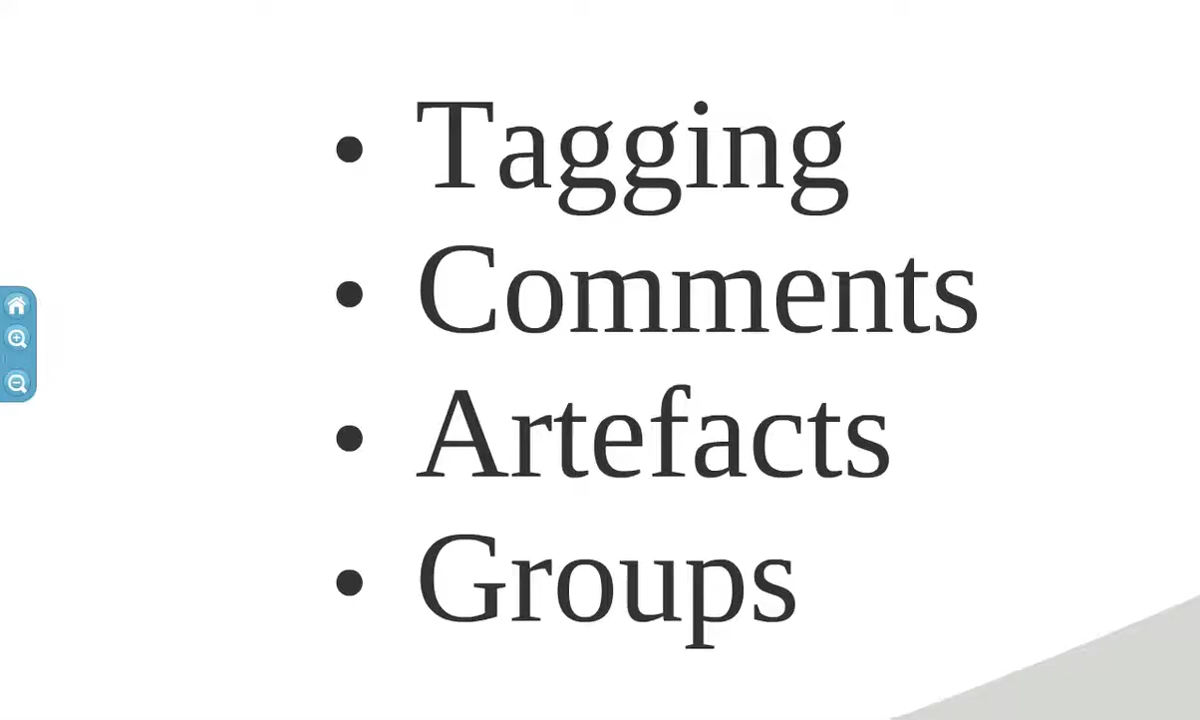 • Tagging
• Comments
• Artefacts
• Groups